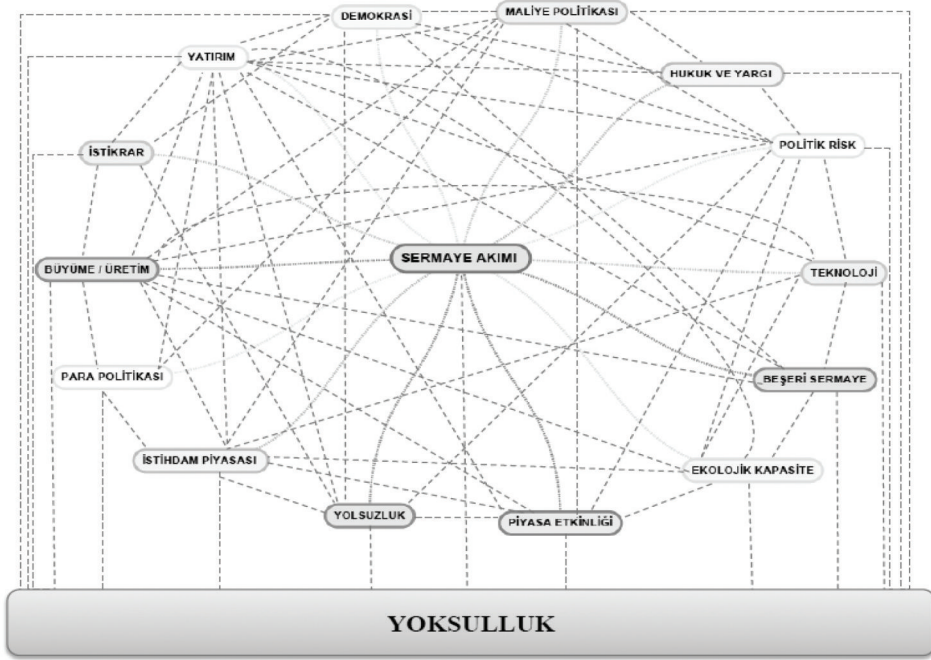 DEMOKRASİ
MALİYE POLİTİKASI
YATIRIM
HUKUK VE YARGI
İSTİKRAR
POLİTİK RİSK
SERMAYE AKIMI
BÜYÜME / ÜRETİM
TEKNOLOJİ
PARA POLİTİKASI
BEŞERİ SERMAYE
İSTİHDAM PİYASASI
EKOLOJİK KAPASİTE
YOLSUZLUK
PİYASA ETKİNLİĞİ
YOKSULLUK